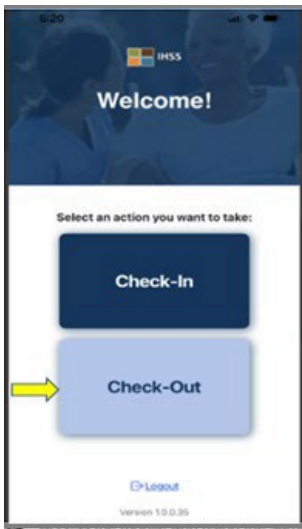 5:20
IHSS
Welcome!
Select an action you want to take:
Check-In
Check-Out
Logout
Version 1.0.0.35